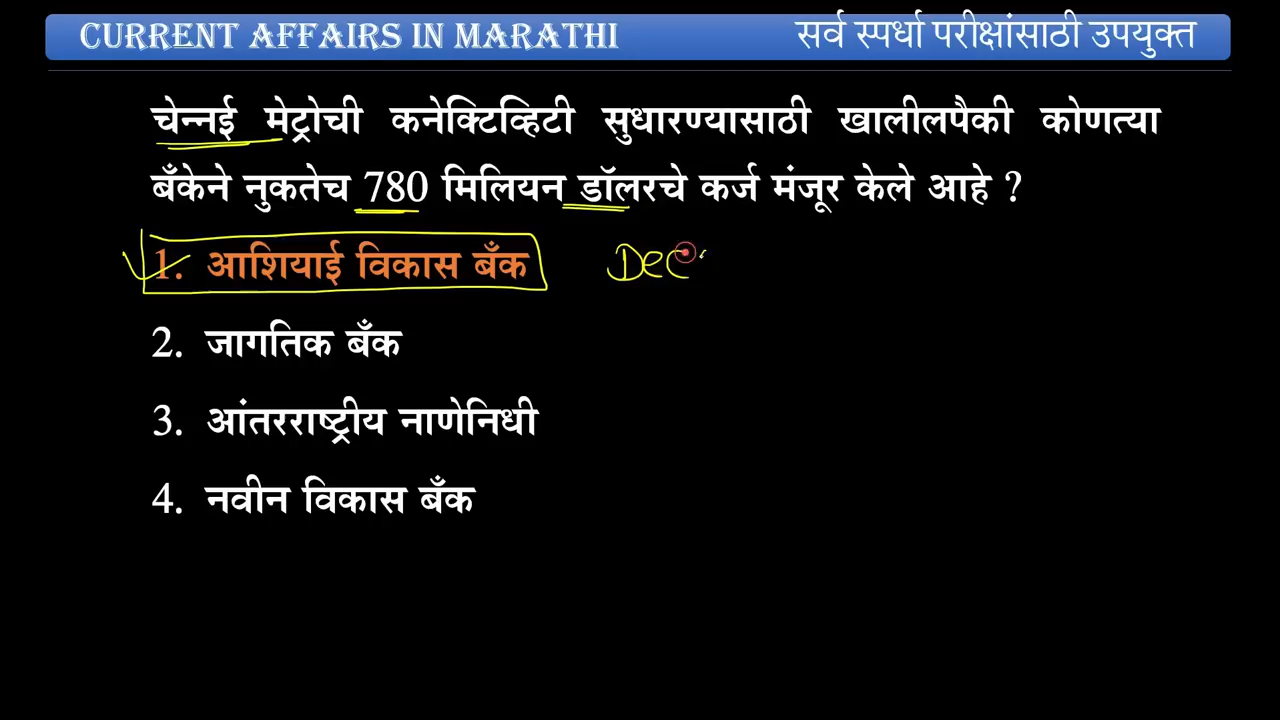 CURRENT AFFAIRS IN MARATHI
सर्व स्पर्धा परीक्षांसाठी उपयुक्त
चेन्नई मेट्रोची कनेक्टिव्हिटी सुधारण्यासाठी खालीलपैकी कोणत्या
बँकेने नुकतेच 780 मिलियन डॉलरचे कर्ज मंजूर केले आहे ?
1. आशियाई विकास बँक
Dec
2. जागतिक बँक
3. आंतरराष्ट्रीय नाणेनिधी
4. नवीन विकास बँक